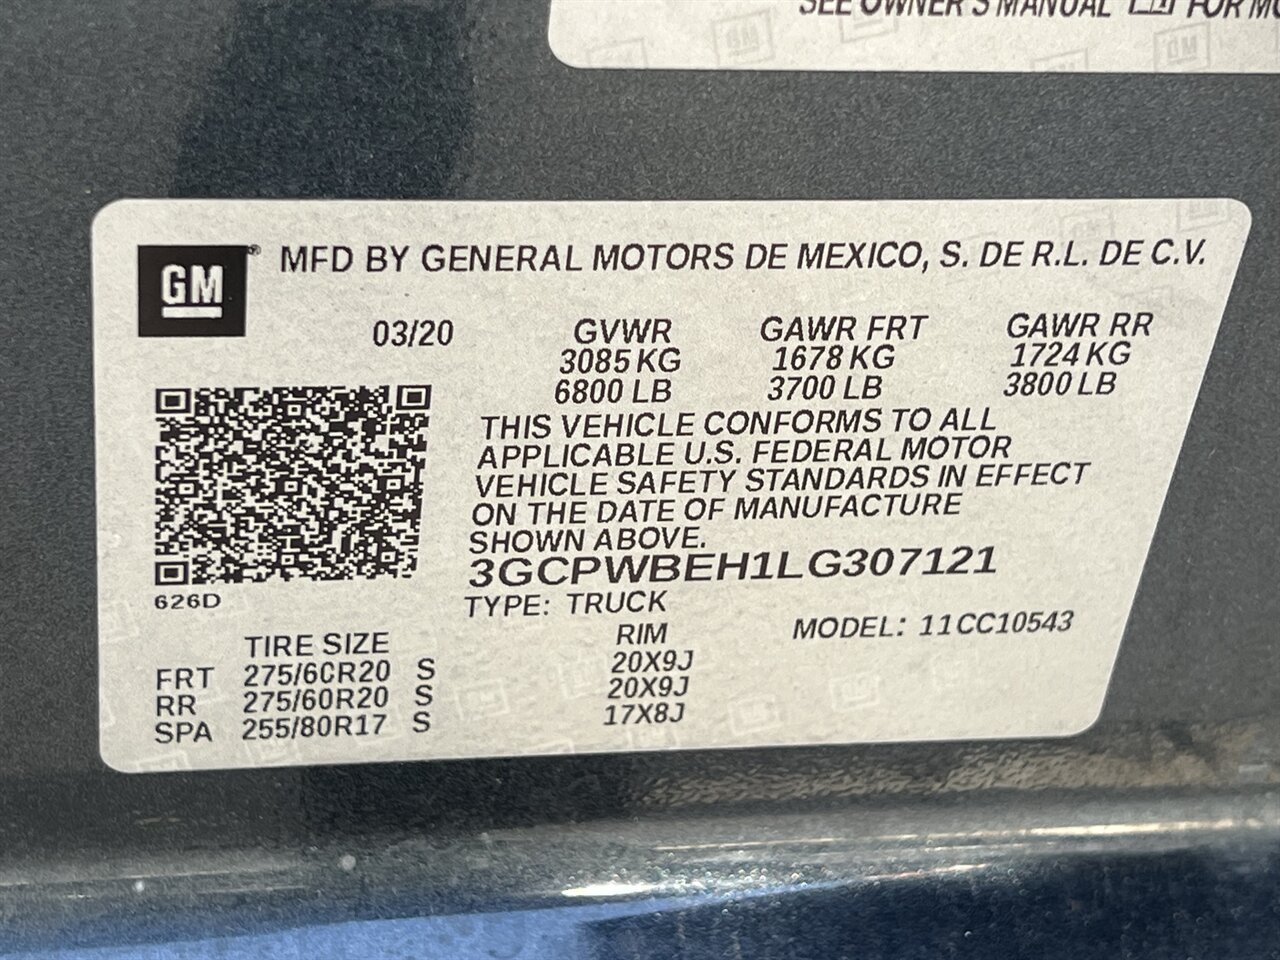 SEE OWNER'S MANUAL FOR MO
GM® MFD BY GENERAL MOTORS DE MEXICO, S. DE R.L. DE C.V.
03/20 GVWR GAWR FRT GAWR RR
3085 KG 1678 KG 1724 KG
6800 LB 3700 LB 3800 LB
THIS VEHICLE CONFORMS TO ALL
APPLICABLE U.S. FEDERAL MOTOR
VEHICLE SAFETY STANDARDS IN EFFECT
ON THE DATE OF MANUFACTURE
SHOWN ABOVE.
3GCPWBEH1LG307121
626D
TYPE: TRUCK
MODEL: 11CC10543
TIRE SIZE RIM
FRT 275/60R20 S 20X9J
RR 275/60R20 S 20X9J
SPA 255/80R17 S 17X8J